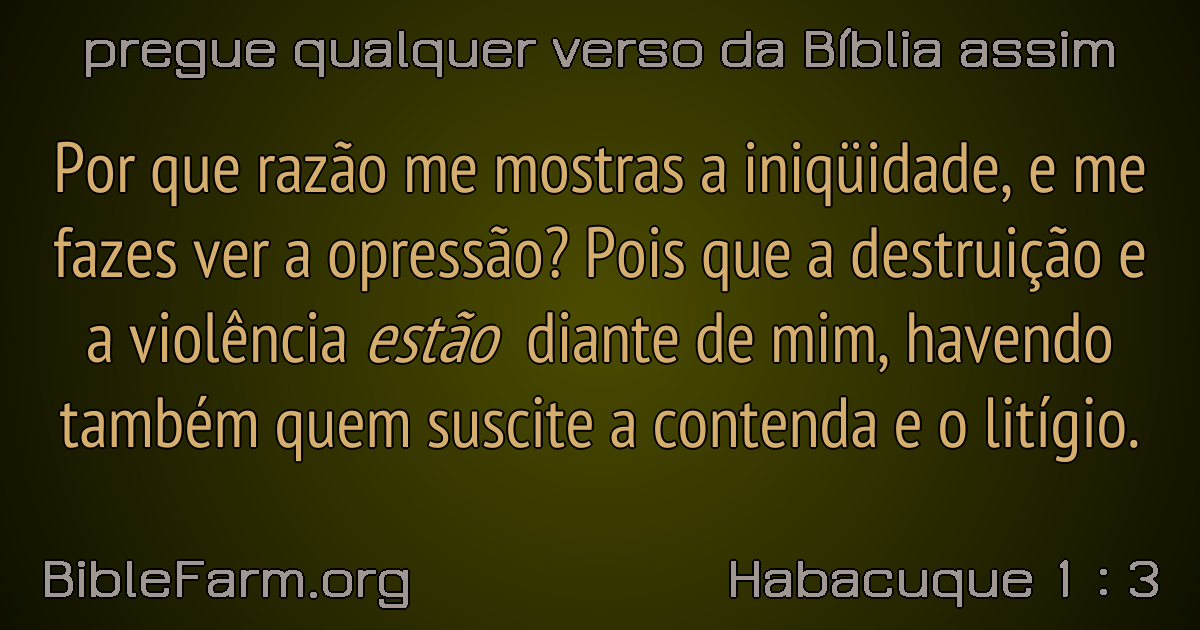 pregue qualquer verso da Bíblia assim
Por que razão me mostras a iniqüidade, e me
fazes ver a opressão? Pois que a destruição e
a violência estão diante de mim, havendo
também quem suscite a contenda e o litígio.
BibleFarm.org
Habacuque 1 : 3